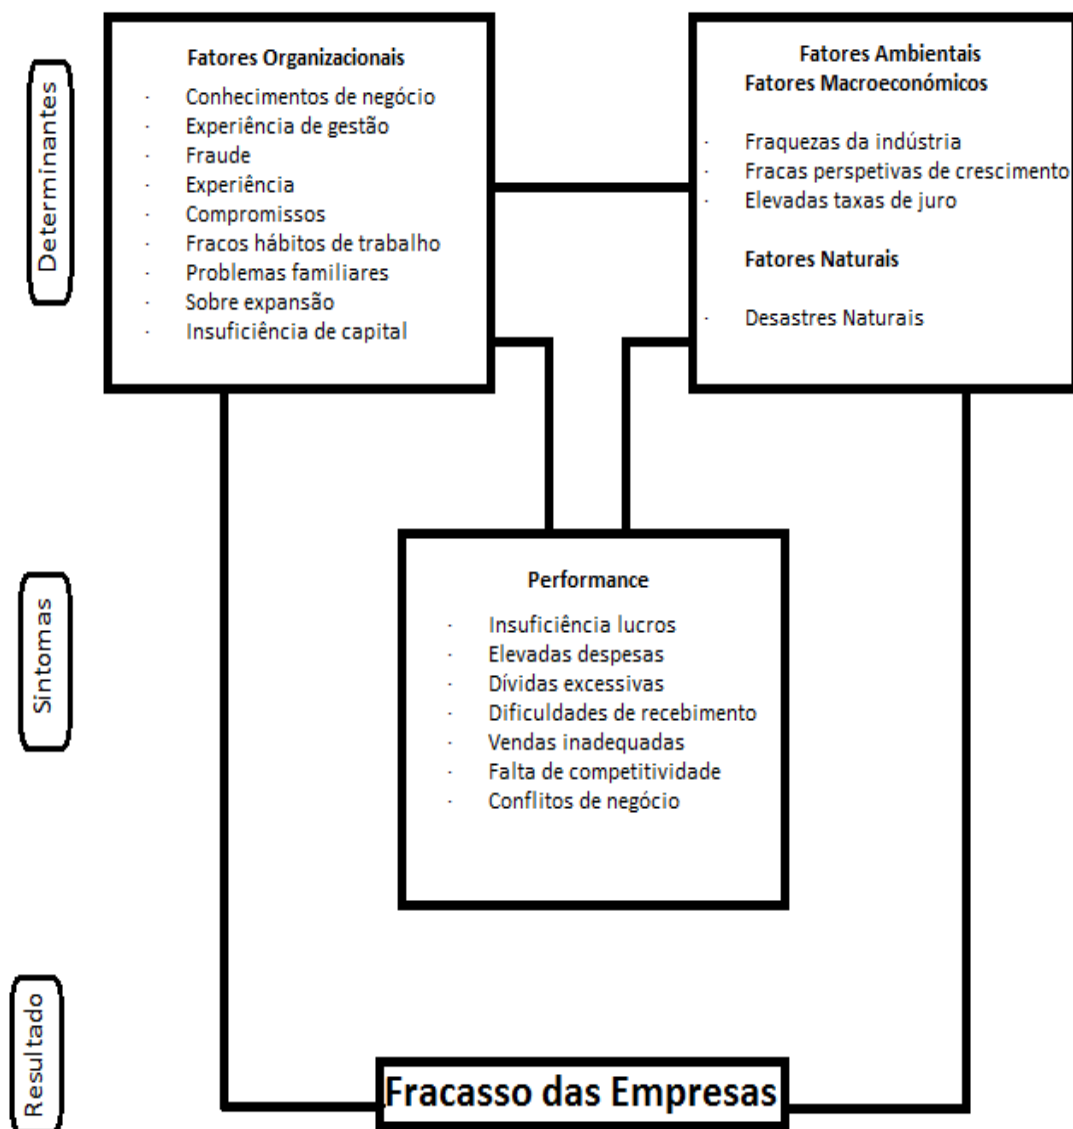 Determinantes
Fatores Organizacionais
· Conhecimentos de negócio
· Experiência de gestão
· Fraude
· Experiência
· Compromissos
· Fracos hábitos de trabalho
· Problemas familiares
· Sobre expansão
· Insuficiência de capital
Fatores Ambientais
Fatores Macroeconómicos
· Fraquezas da indústria
· Fracas perspetivas de crescimento
· Elevadas taxas de juro
Fatores Naturais
· Desastres Naturais
Sintomas
Performance
· Insuficiência lucros
· Elevadas despesas
· Dívidas excessivas
· Dificuldades de recebimento
· Vendas inadequadas
· Falta de competitividade
· Conflitos de negócio
Resultado
Fracasso das Empresas